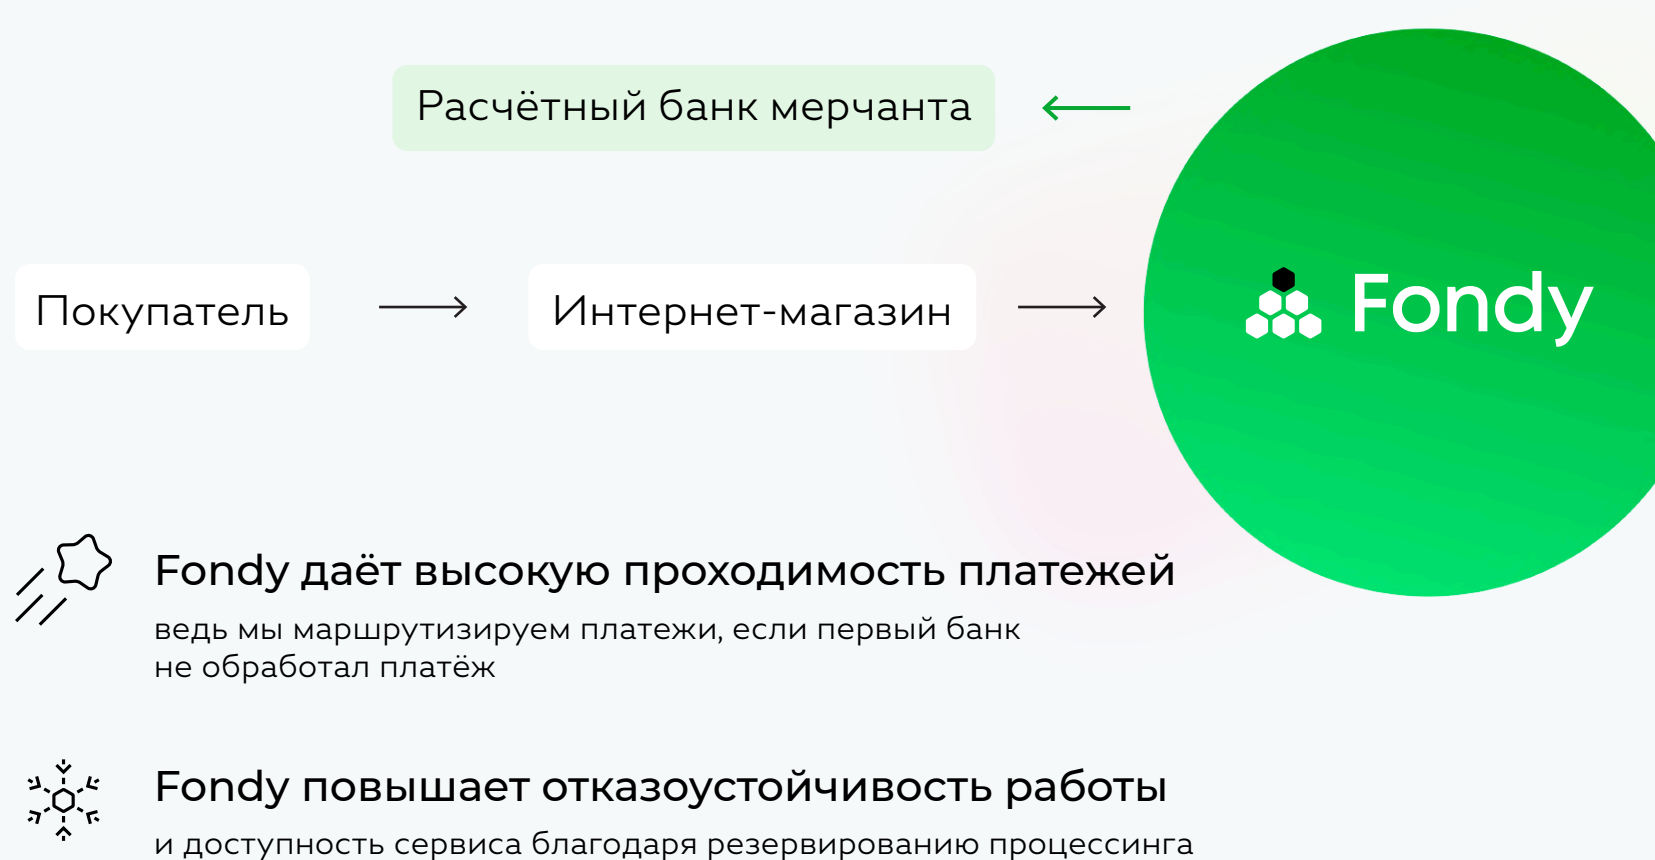 Расчётный банк мерчанта
Покупатель
Интернет-магазин
Fondy
Fondy даёт высокую проходимость платежей
ведь мы маршрутизируем платежи, если первый банк
не обработал платёж
Fondy повышает отказоустойчивость работы
и доступность сервиса благодаря резервированию процессинга